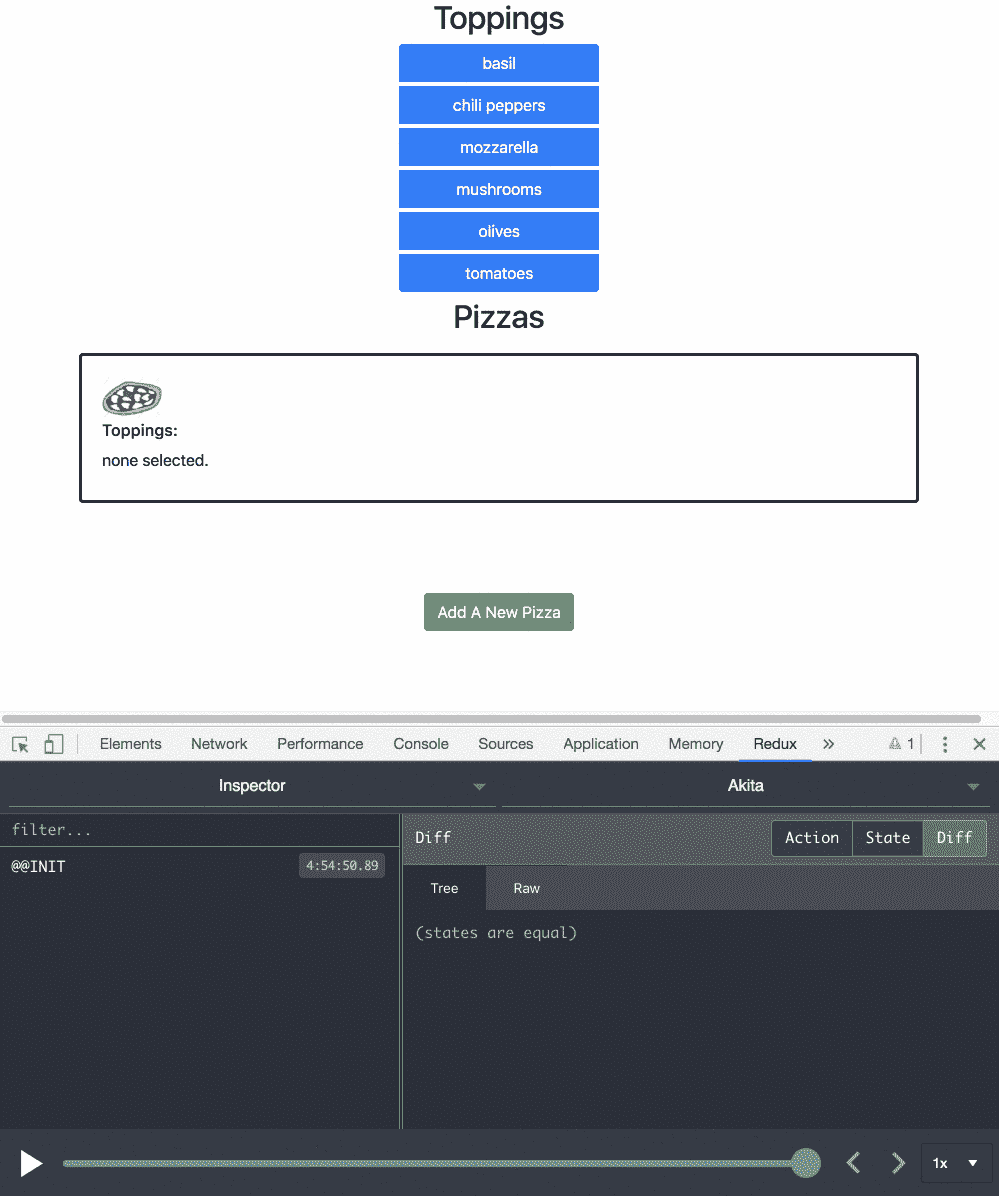 Toppings
basil
chili peppers
mozzarella
mushrooms
olives
tomatoes
Pizzas
Toppings:
none selected.
Add A New Pizza
Elements Network Performance Console Sources Application Memory Redux » 1
Inspector Akita
filter... Diff Action State Diff
@@INIT 4:54:50.89
Tree Raw
(states are equal)
1x